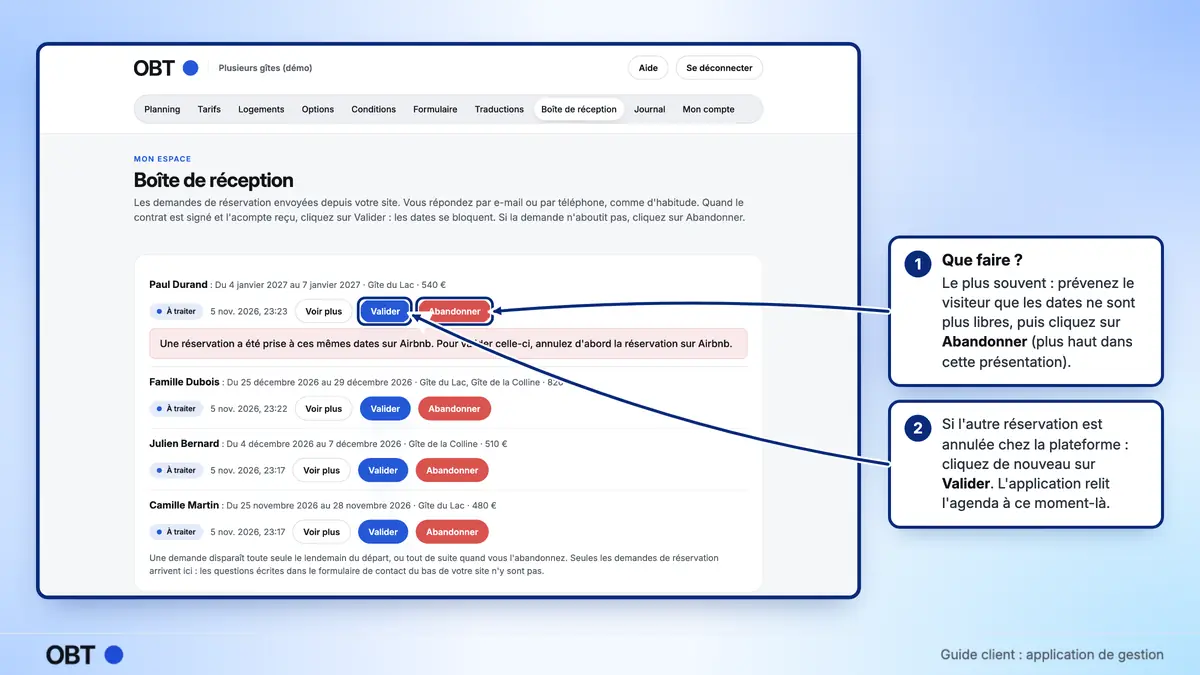 OBT
Plusieurs gîtes (démo)
Aide
Se déconnecter
Planning
Tarifs
Logements
Options
Conditions
Formulaire
Traductions
Boîte de réception
Journal
Mon compte
MON ESPACE
Boîte de réception
Les demandes de réservation envoyées depuis votre site. Vous répondez par e-mail ou par téléphone, comme d'habitude. Quand le
contrat est signé et l'acompte reçu, cliquez sur Valider : les dates se bloquent. Si la demande n'aboutit pas, cliquez sur Abandonner.
Paul Durand : Du 4 janvier 2027 au 7 janvier 2027 · Gîte du Lac · 540 €
À traiter
5 nov. 2026, 23:23
Voir plus
Valider
Abandonner
Une réservation a été prise à ces mêmes dates sur Airbnb. Pour valider celle-ci, annulez d'abord la réservation sur Airbnb.
Famille Dubois : Du 25 décembre 2026 au 29 décembre 2026 · Gîte du Lac, Gîte de la Colline ·
À traiter
5 nov. 2026, 23:22
Voir plus
Valider
Abandonner
Julien Bernard : Du 4 décembre 2026 au 7 décembre 2026 · Gîte de la Colline · 510 €
À traiter
5 nov. 2026, 23:17
Voir plus
Valider
Abandonner
Camille Martin : Du 25 novembre 2026 au 28 novembre 2026 · Gîte du Lac · 480 €
À traiter
5 nov. 2026, 23:17
Voir plus
Valider
Abandonner
Une demande disparaît toute seule le lendemain du départ, ou tout de suite quand vous l'abandonnez. Seules les demandes de réservation
arrivent ici : les questions écrites dans le formulaire de contact du bas de votre site n'y sont pas.
1
Que faire ?
Le plus souvent : prévenez le
visiteur que les dates ne sont
plus libres, puis cliquez sur
Abandonner (plus haut dans
cette présentation).
2
Si l'autre réservation est
annulée chez la plateforme :
cliquez de nouveau sur
Valider. L'application relit
l'agenda à ce moment-là.
OBT
Guide client : application de gestion